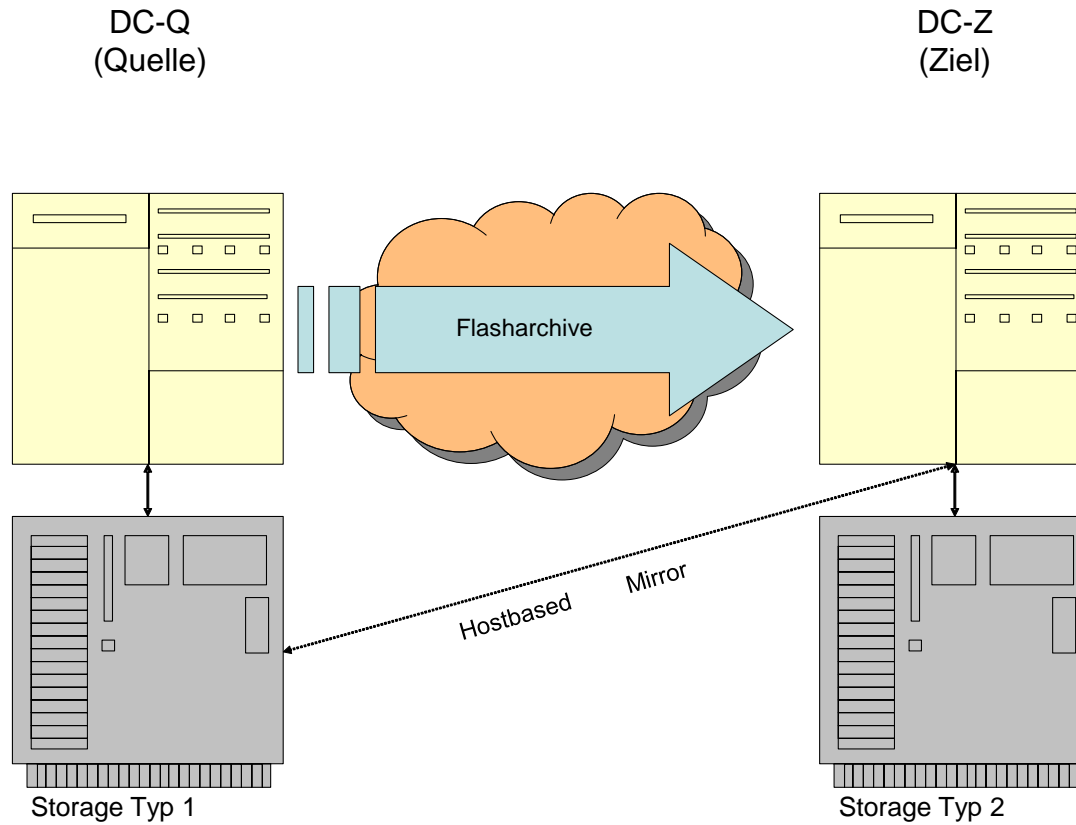 DC-Q
(Quelle)
DC-Z
(Ziel)
Flasharchive
Hostbased Mirror
Storage Typ 1
Storage Typ 2